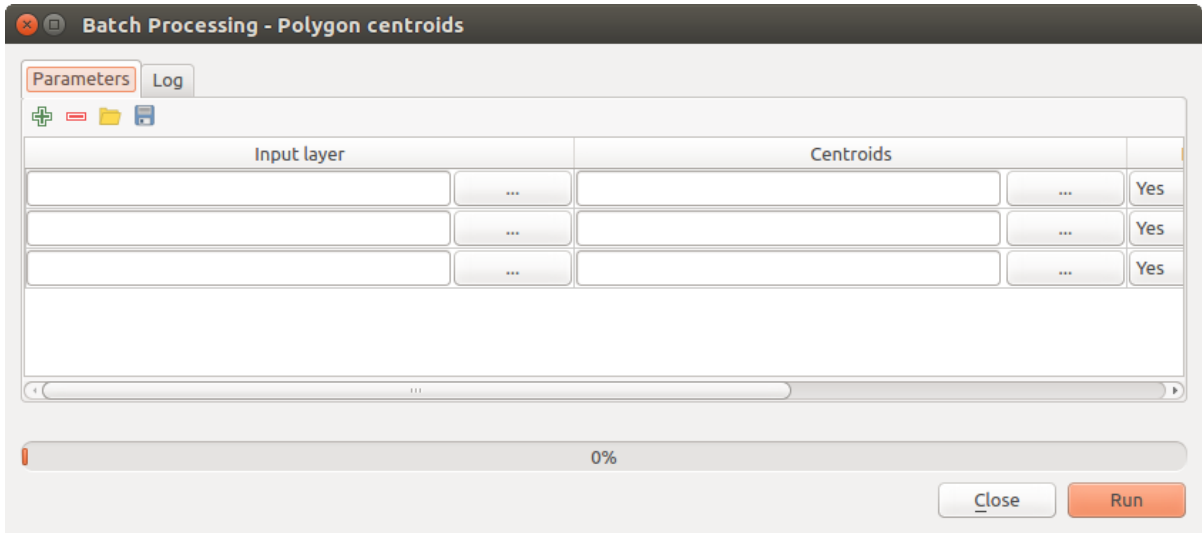 Batch Processing - Polygon centroids
Parameters Log
Input layer Centroids
... ... Yes
... ... Yes
... ... Yes
0%
Close Run